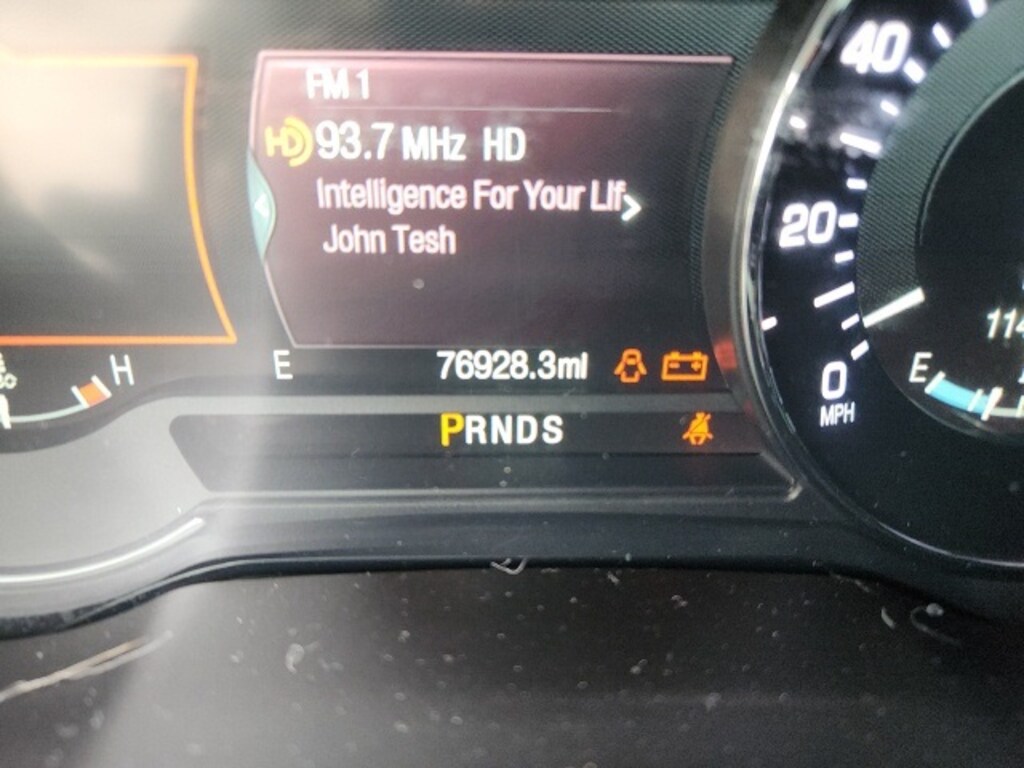 FM 1
HD 93.7 MHz HD
Intelligence For Your Lif
John Tesh
40
20
0
MPH
H
E
76928.3mi
E
PRNDS